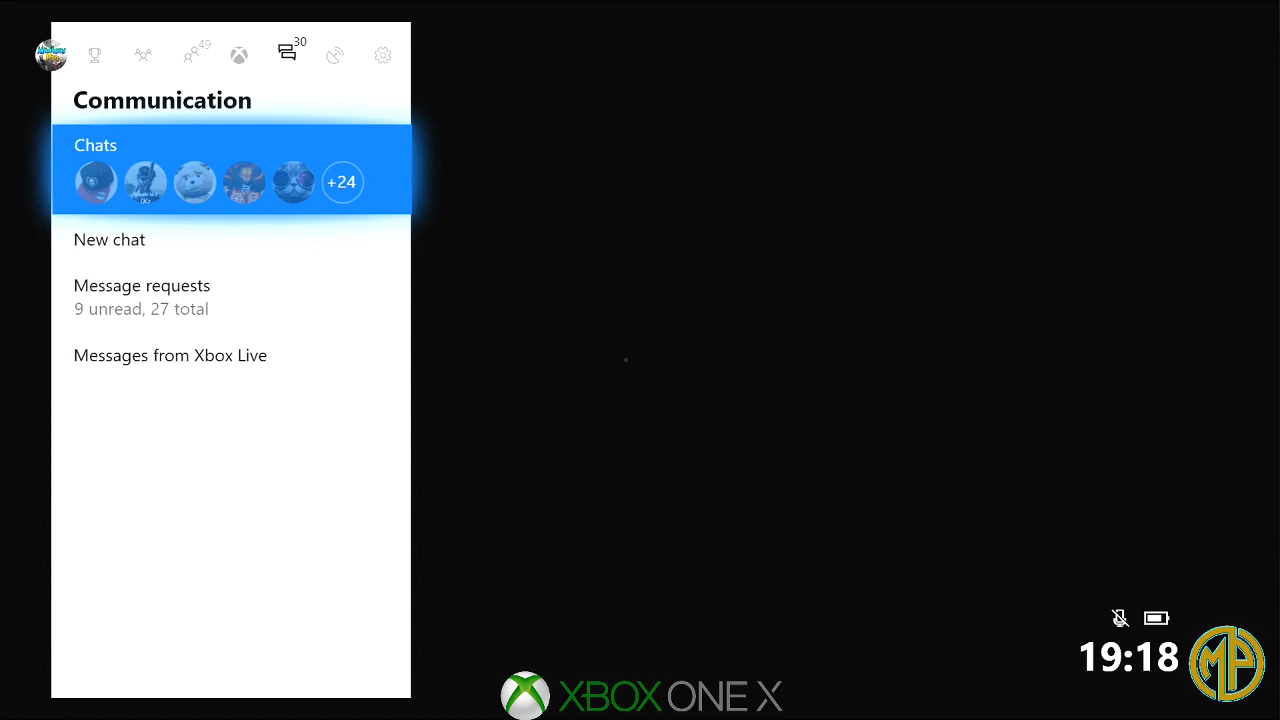 49
30
Communication
Chats
+24
New chat
Message requests
9 unread, 27 total
Messages from Xbox Live
19:18
MP
XBOX ONE X